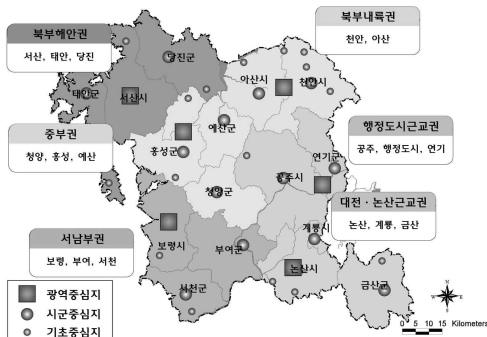 북부해안권
서산, 태안, 당진
북부내륙권
천안, 아산
당진군
아산시
천안시
태안군
서산시
예산군
중부권
청양, 홍성, 예산
홍성군
행정도시근교권
공주, 행정도시, 연기
연기군
공주시
청양군
대전·논산근교권
논산, 계룡, 금산
서남부권
보령, 부여, 서천
보령시
부여군
계룡시
논산시
서천군
금산군
광역중심지
시군중심지
기초중심지
N
W
E
S
0 5 10 15 Kilometers